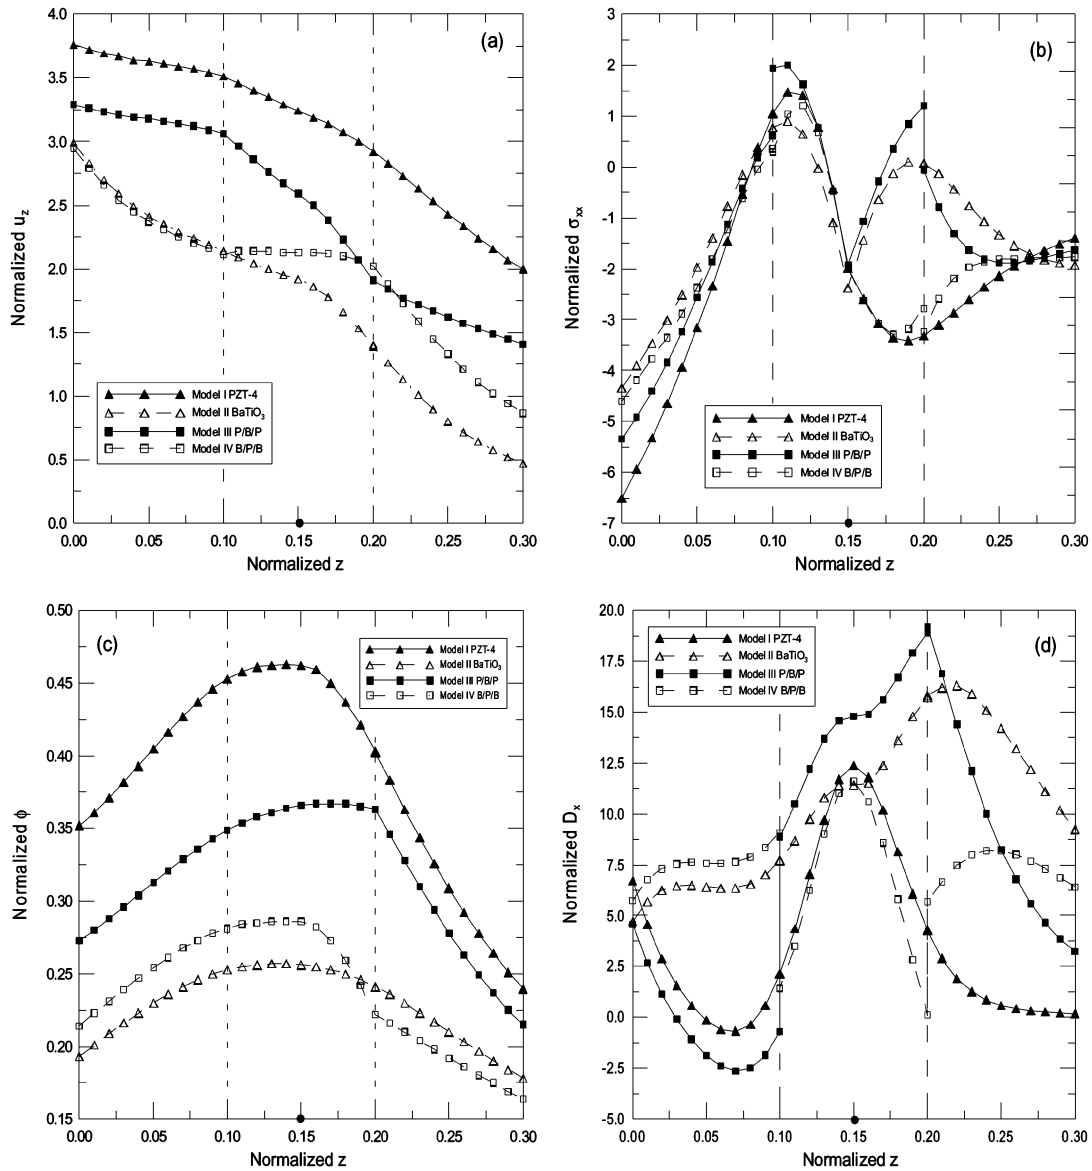 (a)
4.0
3.5
3.0
2.5
2.0
1.5
1.0
0.5
0.0
Normalized uz
0.00 0.05 0.10 0.15 0.20 0.25 0.30
Normalized z
Model I PZT-4
Model II BaTiO3
Model III P/B/P
Model IV B/P/B
(b)
3
2
1
0
-1
-2
-3
-4
-5
-6
-7
Normalized σxx
0.00 0.05 0.10 0.15 0.20 0.25 0.30
Normalized z
Model I PZT-4
Model II BaTiO3
Model III P/B/P
Model IV B/P/B
(c)
0.50
0.45
0.40
0.35
0.30
0.25
0.20
0.15
Normalized ϕ
0.00 0.05 0.10 0.15 0.20 0.25 0.30
Normalized z
Model I PZT-4
Model II BaTiO3
Model III P/B/P
Model IV B/P/B
(d)
20.0
17.5
15.0
12.5
10.0
7.5
5.0
2.5
0.0
-2.5
-5.0
Normalized Dx
0.00 0.05 0.10 0.15 0.20 0.25 0.30
Normalized z
Model I PZT-4
Model II BaTiO3
Model III P/B/P
Model IV B/P/B